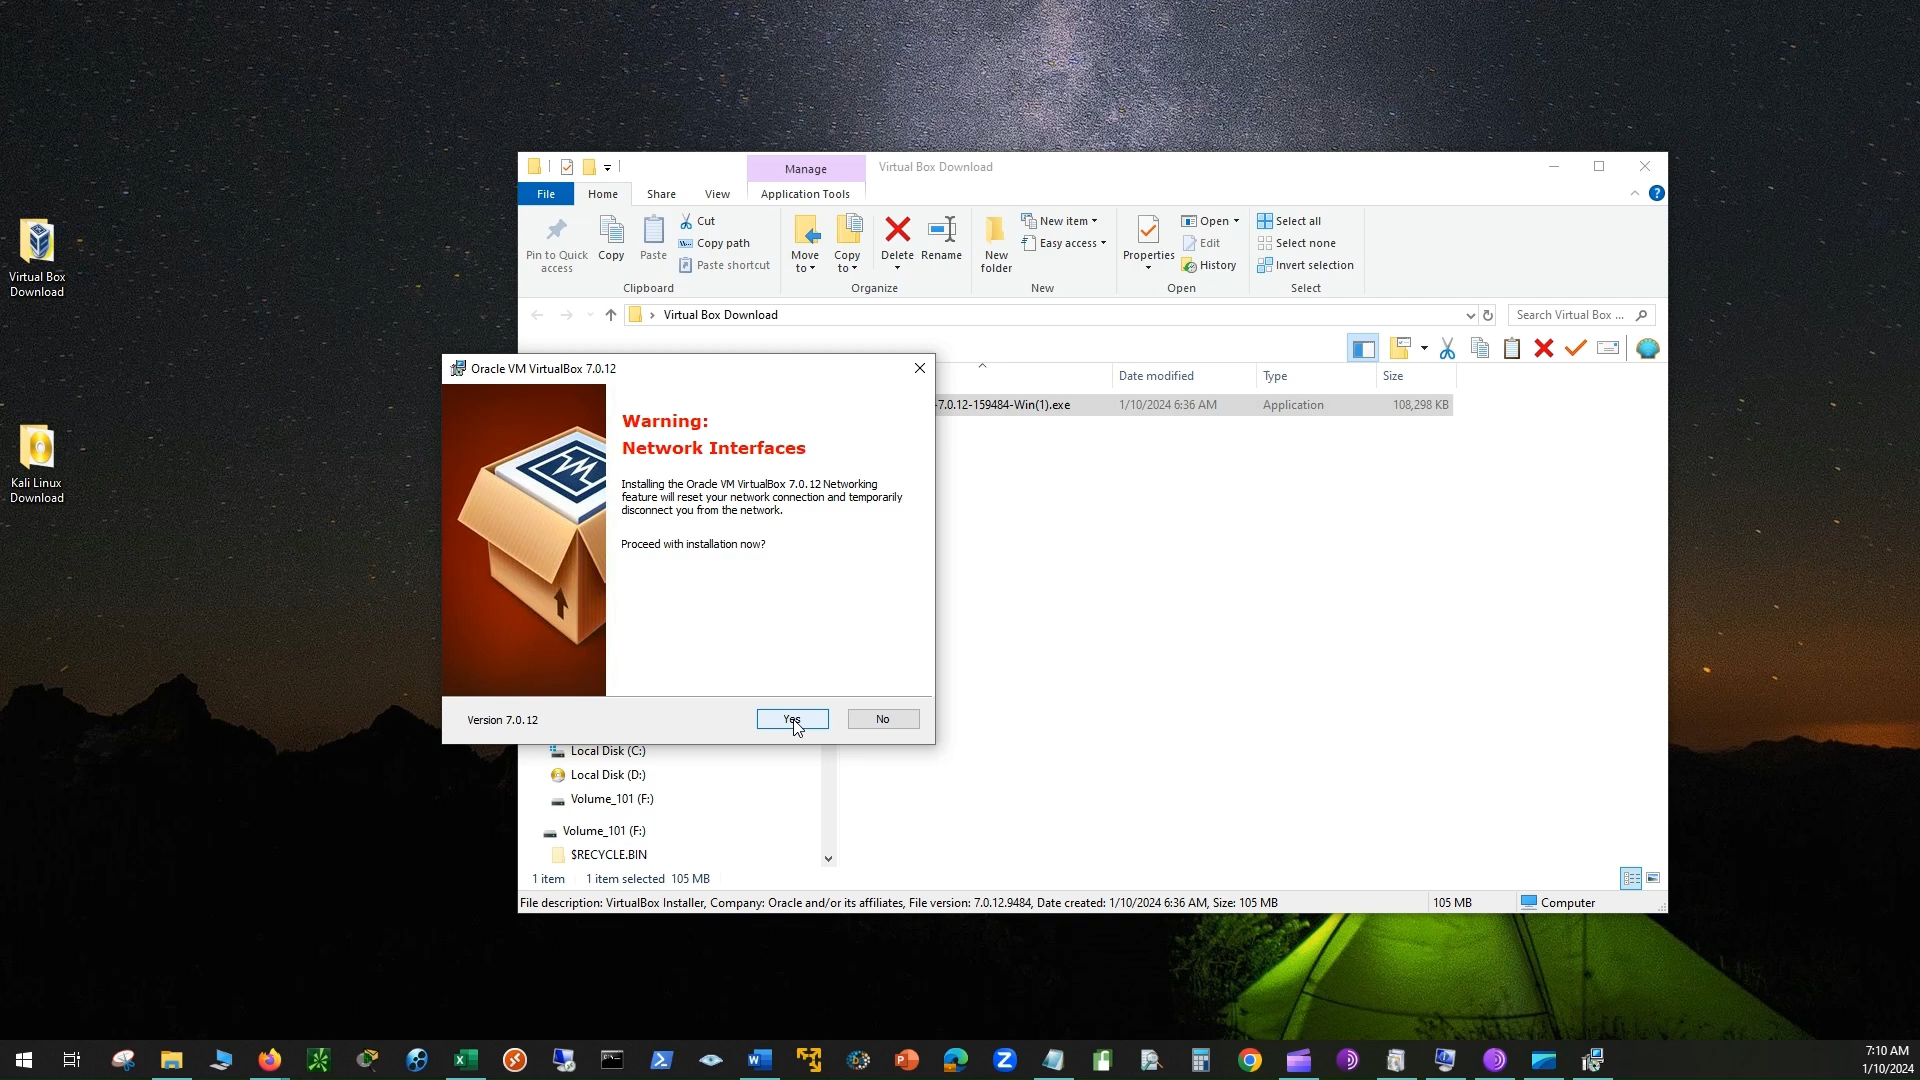 Virtual Box
Download
Kali Linux
Download
Manage
Virtual Box Download
File
Home
Share
View
Application Tools
Pin to Quick
access
Copy
Paste
Cut
Copy path
Paste shortcut
Clipboard
Move
to
Copy
to
Delete
Rename
Organize
New
folder
New item
Easy access
New
Properties
Open
Edit
History
Open
Select all
Select none
Invert selection
Select
Virtual Box Download
Search Virtual Box ...
Date modified
Type
Size
-7.0.12-159484-Win(1).exe
1/10/2024 6:36 AM
Application
108,298 KB
Oracle VM VirtualBox 7.0.12
Warning:
Network Interfaces
Installing the Oracle VM VirtualBox 7.0.12 Networking
feature will reset your network connection and temporarily
disconnect you from the network.
Proceed with installation now?
Version 7.0.12
Yes
No
Local Disk (C:)
Local Disk (D:)
Volume_101 (F:)
Volume_101 (F:)
$RECYCLE.BIN
1 item
1 item selected 105 MB
File description: VirtualBox Installer, Company: Oracle and/or its affiliates, File version: 7.0.12.9484, Date created: 1/10/2024 6:36 AM, Size: 105 MB
105 MB
Computer
7:10 AM
1/10/2024